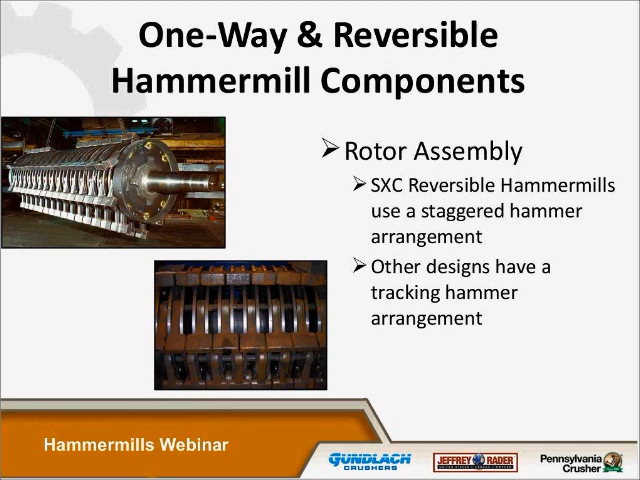 One-Way & Reversible
Hammermill Components
Rotor Assembly
SXC Reversible Hammermills
use a staggered hammer
arrangement
Other designs have a
tracking hammer
arrangement
Hammermills Webinar
GUNDLACH
CRUSHERS
JEFFREY RADER
Pennsylvania
Crusher